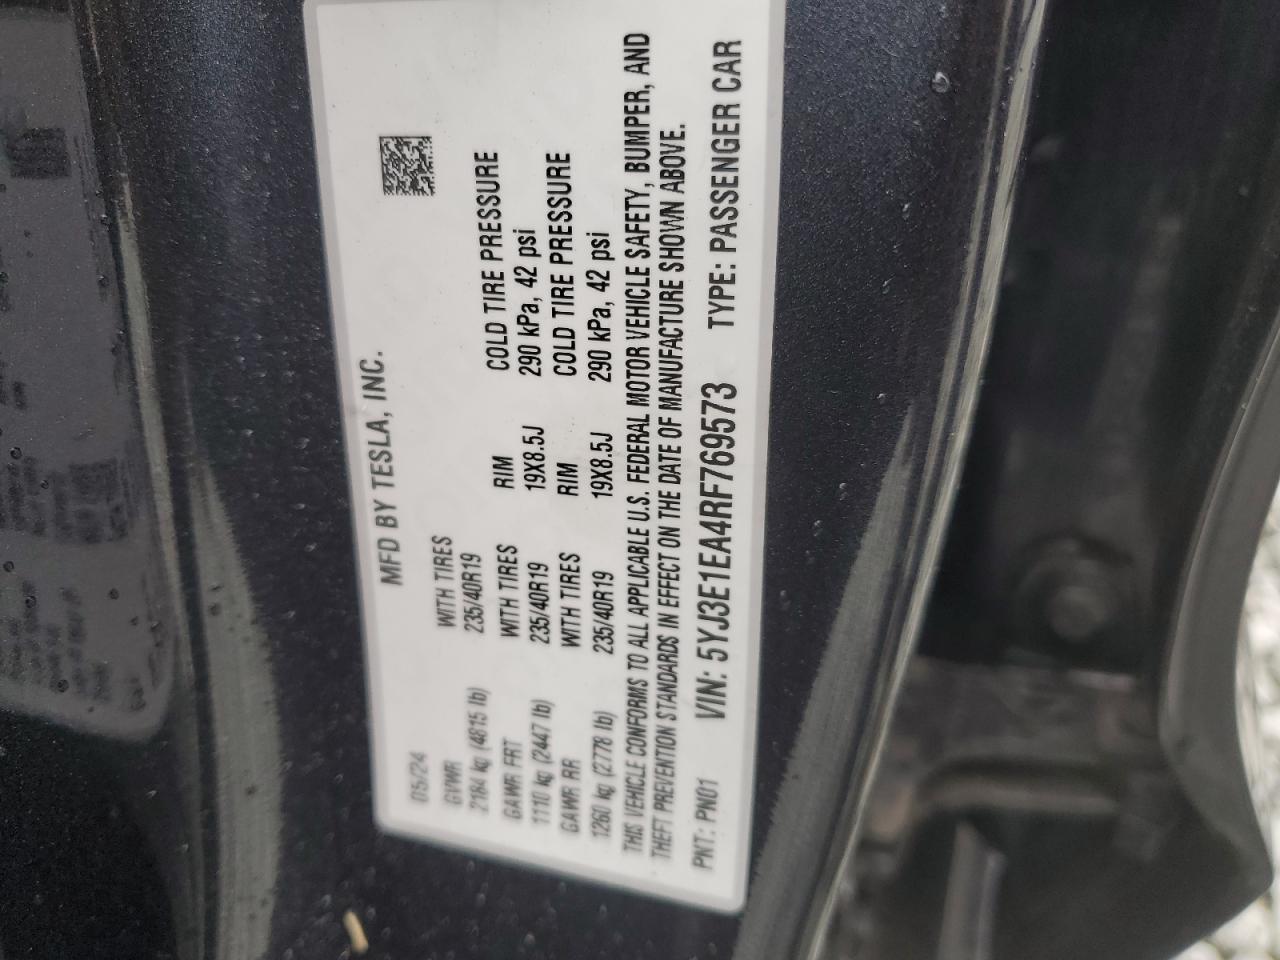 MFD BY TESLA, INC.
05/24
GVWR WITH TIRES
2184 kg (4815 lb) 235/40R19
GAWR FRT WITH TIRES RIM COLD TIRE PRESSURE
1110 kg (2447 lb) 235/40R19 19X8.5J 290 kPa, 42 psi
GAWR RR WITH TIRES RIM COLD TIRE PRESSURE
1260 kg (2778 lb) 235/40R19 19X8.5J 290 kPa, 42 psi
THIS VEHICLE CONFORMS TO ALL APPLICABLE U.S. FEDERAL MOTOR VEHICLE SAFETY, BUMPER, AND
THEFT PREVENTION STANDARDS IN EFFECT ON THE DATE OF MANUFACTURE SHOWN ABOVE.
PNT: PN01 VIN: 5YJ3E1EA4RF769573 TYPE: PASSENGER CAR